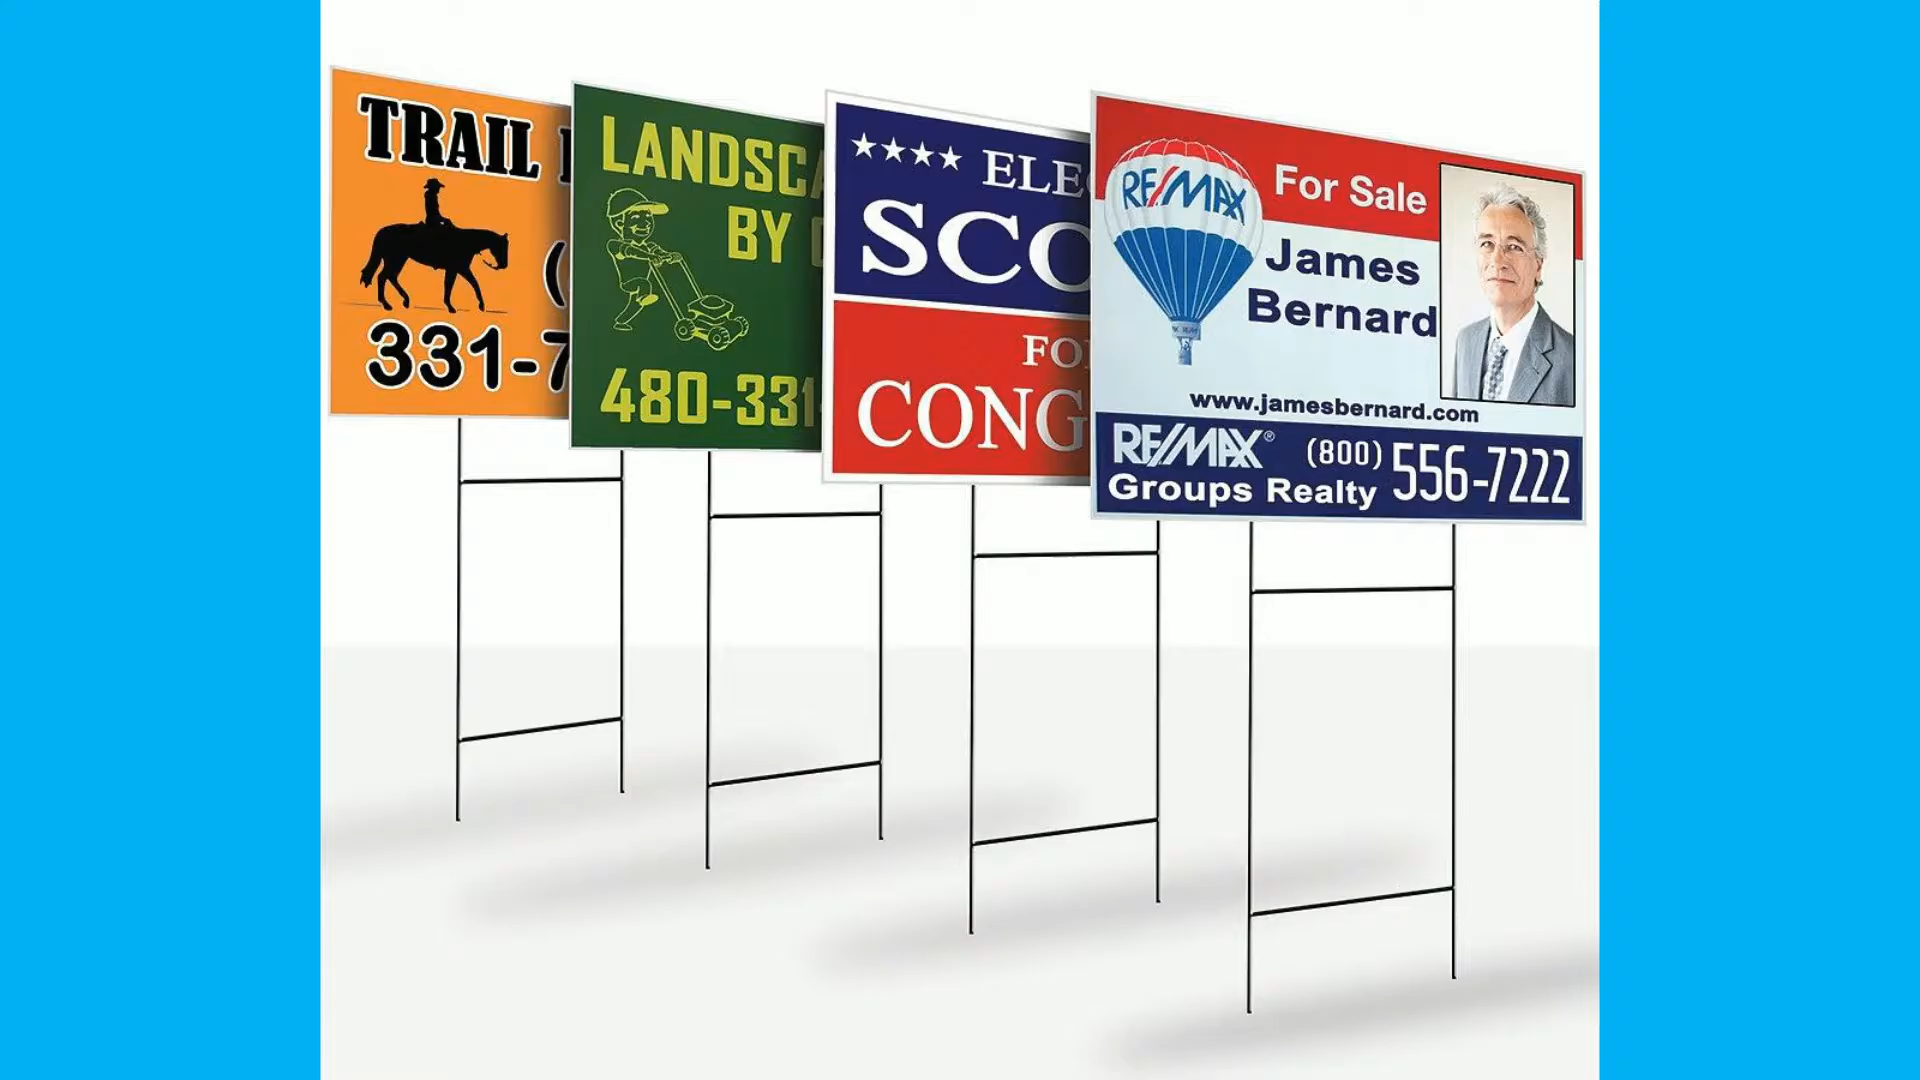 TRAIL
331-7
LANDSCA
BY
480-331
★★★★ ELE
SCO
FO
CONG
RE/MAX
For Sale
James
Bernard
www.jamesbernard.com
RE/MAX® (800) 556-7222
Groups Realty